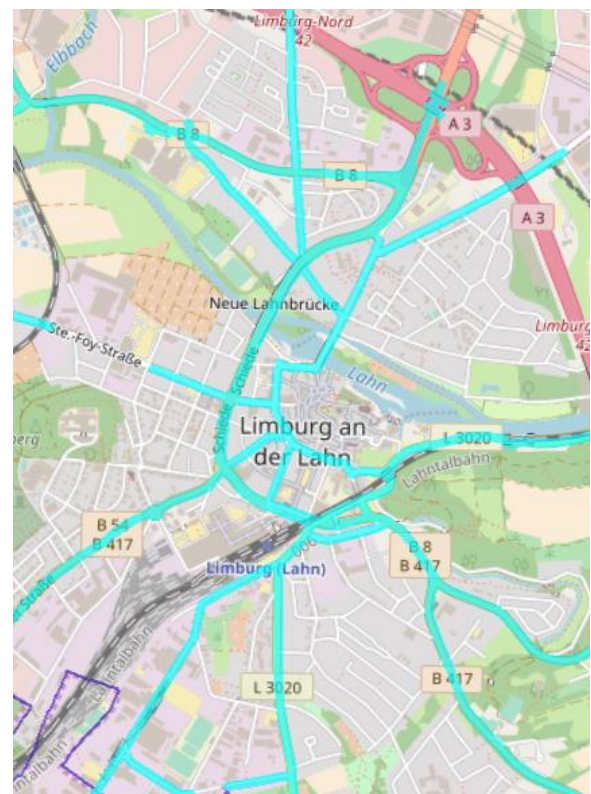 Limburg-Nord
42
Elbbach
B 8
A 3
B 8
A 3
Neue Lahnbrücke
Limburg
42
Ste.-Foy-Straße
Schiede
Lahn
Schiede
Limburg an
der Lahn
L 3020
Lahntalbahn
B 54
B 417
B 8
B 417
Limburg (Lahn)
Lahntalbahn
L 3020
B 417
Lahntalbahn